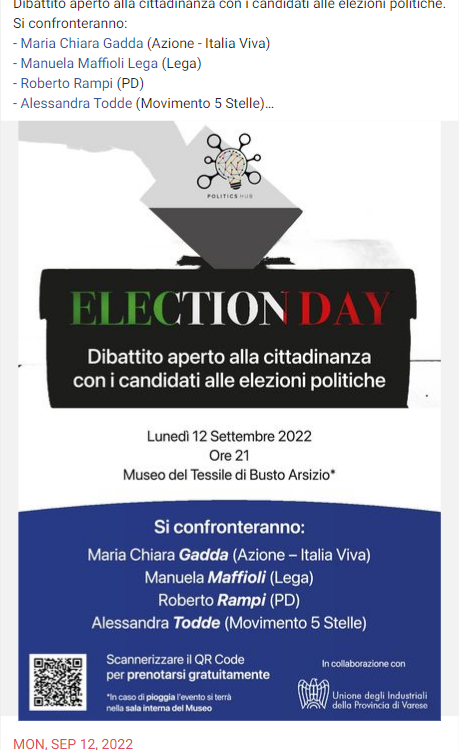 Dibattito aperto alla cittadinanza con i candidati alle elezioni politiche.
Si confronteranno:
- Maria Chiara Gadda (Azione - Italia Viva)
- Manuela Maffioli Lega (Lega)
- Roberto Rampi (PD)
- Alessandra Todde (Movimento 5 Stelle)...
POLITICS HUB
ELECTION DAY
Dibattito aperto alla cittadinanza
con i candidati alle elezioni politiche
Lunedì 12 Settembre 2022
Ore 21
Museo del Tessile di Busto Arsizio*
Si confronteranno:
Maria Chiara Gadda (Azione – Italia Viva)
Manuela Maffioli (Lega)
Roberto Rampi (PD)
Alessandra Todde (Movimento 5 Stelle)
Scannerizzare il QR Code
per prenotarsi gratuitamente
*In caso di pioggia l'evento si terrà
nella sala interna del Museo
In collaborazione con
Unione degli Industriali
della Provincia di Varese
MON, SEP 12, 2022